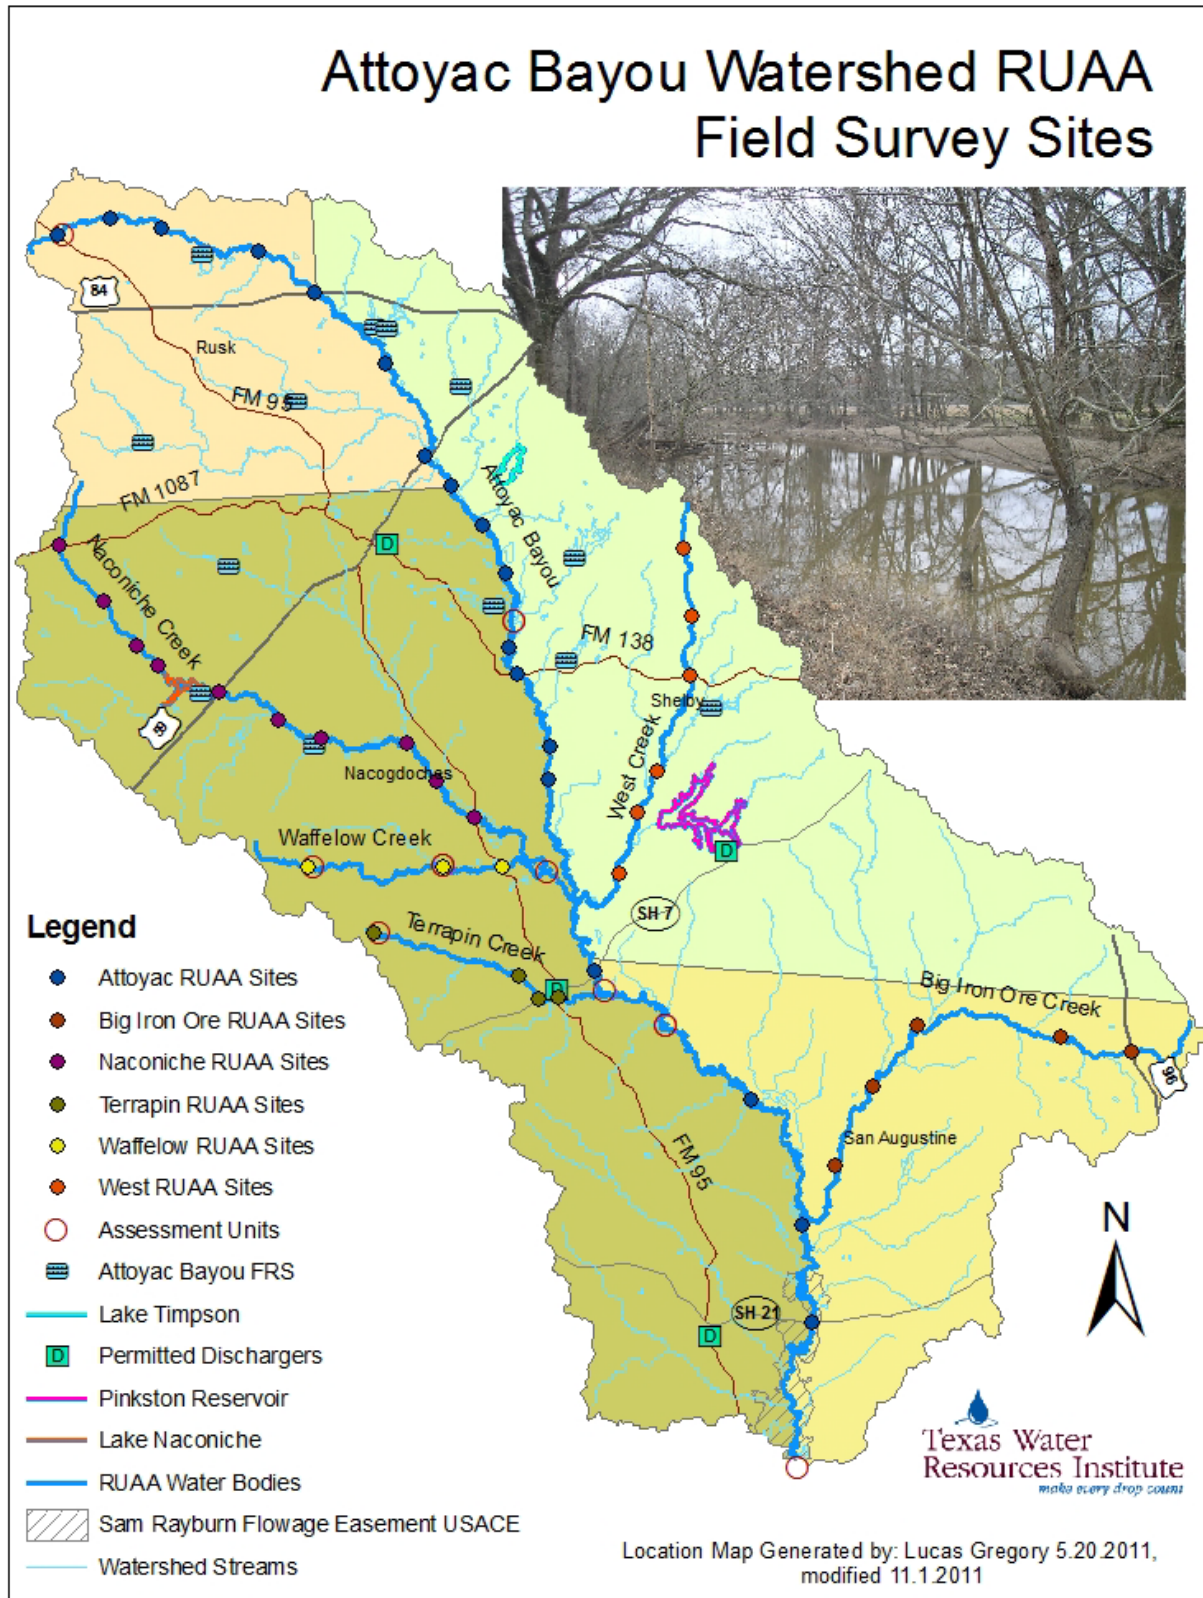 Attoyac Bayou Watershed RUAA
Field Survey Sites
84
Rusk
FM 95
FM 1087
Attoyac Bayou
Naconiche Creek
D
FM 138
Shelby
59
West Creek
Nacogdoches
Waffelow Creek
D
SH 7
Terrapin Creek
D
Big Iron Ore Creek
96
San Augustine
FM 95
SH 21
D
N
Legend
Attoyac RUAA Sites
Big Iron Ore RUAA Sites
Naconiche RUAA Sites
Terrapin RUAA Sites
Waffelow RUAA Sites
West RUAA Sites
Assessment Units
Attoyac Bayou FRS
Lake Timpson
D Permitted Dischargers
Pinkston Reservoir
Lake Naconiche
RUAA Water Bodies
Sam Rayburn Flowage Easement USACE
Watershed Streams
Texas Water
Resources Institute
make every drop count
Location Map Generated by: Lucas Gregory 5.20.2011,
modified 11.1.2011